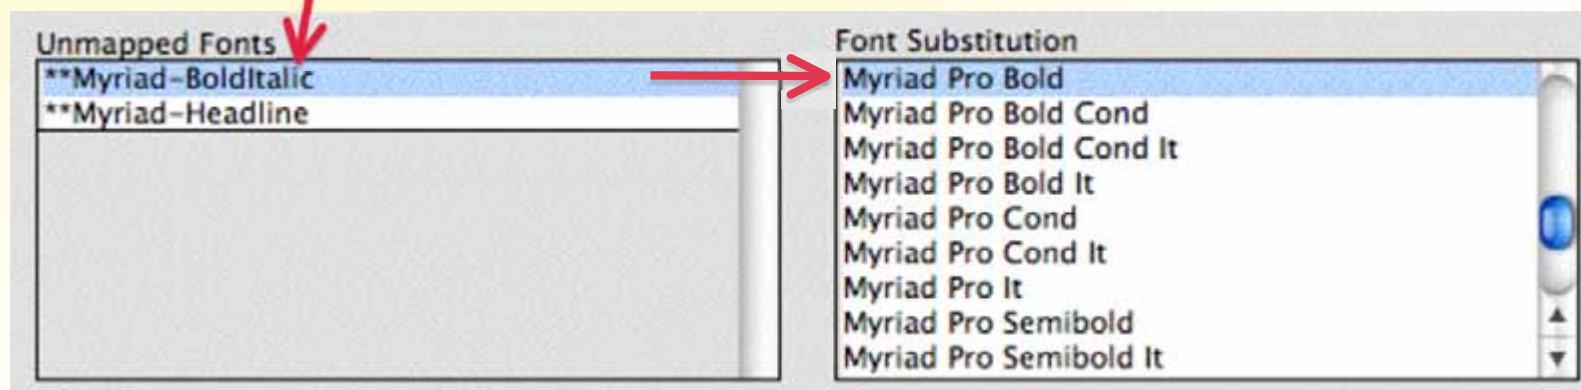 Unmapped Fonts
**Myriad-BoldItalic
**Myriad-Headline
Font Substitution
Myriad Pro Bold
Myriad Pro Bold Cond
Myriad Pro Bold Cond It
Myriad Pro Bold It
Myriad Pro Cond
Myriad Pro Cond It
Myriad Pro It
Myriad Pro Semibold
Myriad Pro Semibold It